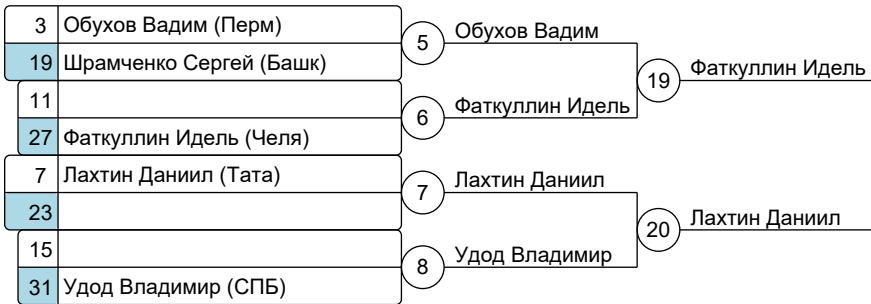 3 Обухов Вадим (Перм)
19 Шрамченко Сергей (Башк)
5 Обухов Вадим
11
27 Фаткуллин Идель (Челя)
6 Фаткуллин Идель
19 Фаткуллин Идель
7 Лахтин Даниил (Тата)
23
7 Лахтин Даниил
15
31 Удод Владимир (СПБ)
8 Удод Владимир
20 Лахтин Даниил